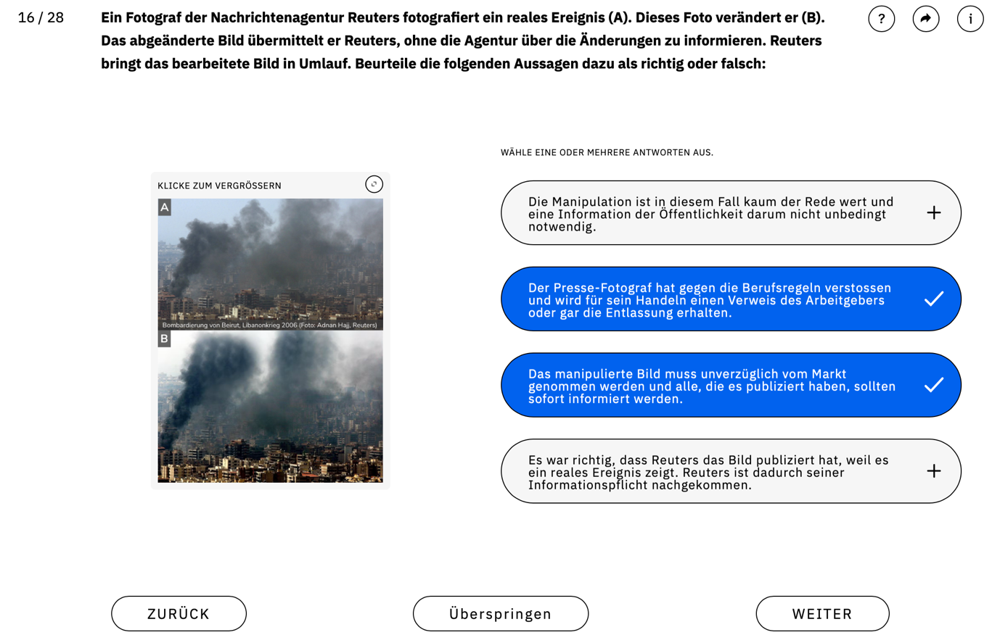 16 / 28
Ein Fotograf der Nachrichtenagentur Reuters fotografiert ein reales Ereignis (A). Dieses Foto verändert er (B).
Das abgeänderte Bild übermittelt er Reuters, ohne die Agentur über die Änderungen zu informieren. Reuters
bringt das bearbeitete Bild in Umlauf. Beurteile die folgenden Aussagen dazu als richtig oder falsch:
?
i
KLICKE ZUM VERGRÖSSERN
A
Bombardierung von Beirut, Libanonkrieg 2006 (Foto: Adnan Hajj, Reuters)
B
WÄHLE EINE ODER MEHRERE ANTWORTEN AUS.
Die Manipulation ist in diesem Fall kaum der Rede wert und
eine Information der Öffentlichkeit darum nicht unbedingt
notwendig.
Der Presse-Fotograf hat gegen die Berufsregeln verstossen
und wird für sein Handeln einen Verweis des Arbeitgebers
oder gar die Entlassung erhalten.
Das manipulierte Bild muss unverzüglich vom Markt
genommen werden und alle, die es publiziert haben, sollten
sofort informiert werden.
Es war richtig, dass Reuters das Bild publiziert hat, weil es
ein reales Ereignis zeigt. Reuters ist dadurch seiner
Informationspflicht nachgekommen.
ZURÜCK
Überspringen
WEITER